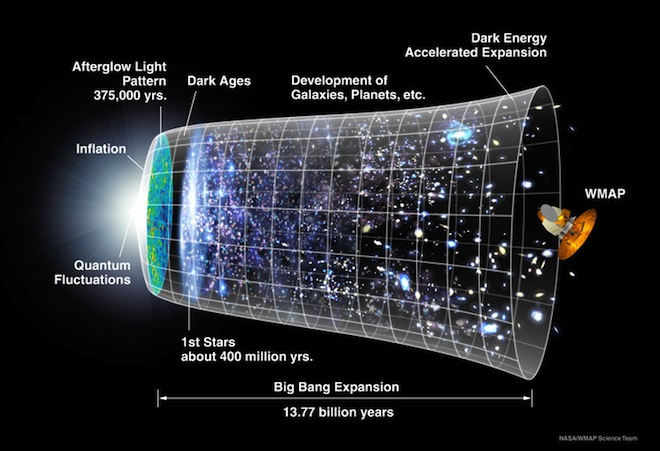 Dark Energy
Accelerated Expansion
Afterglow Light
Pattern
375,000 yrs.
Dark Ages
Development of
Galaxies, Planets, etc.
Inflation
WMAP
Quantum
Fluctuations
1st Stars
about 400 million yrs.
Big Bang Expansion
13.77 billion years
NASA/WMAP Science Team